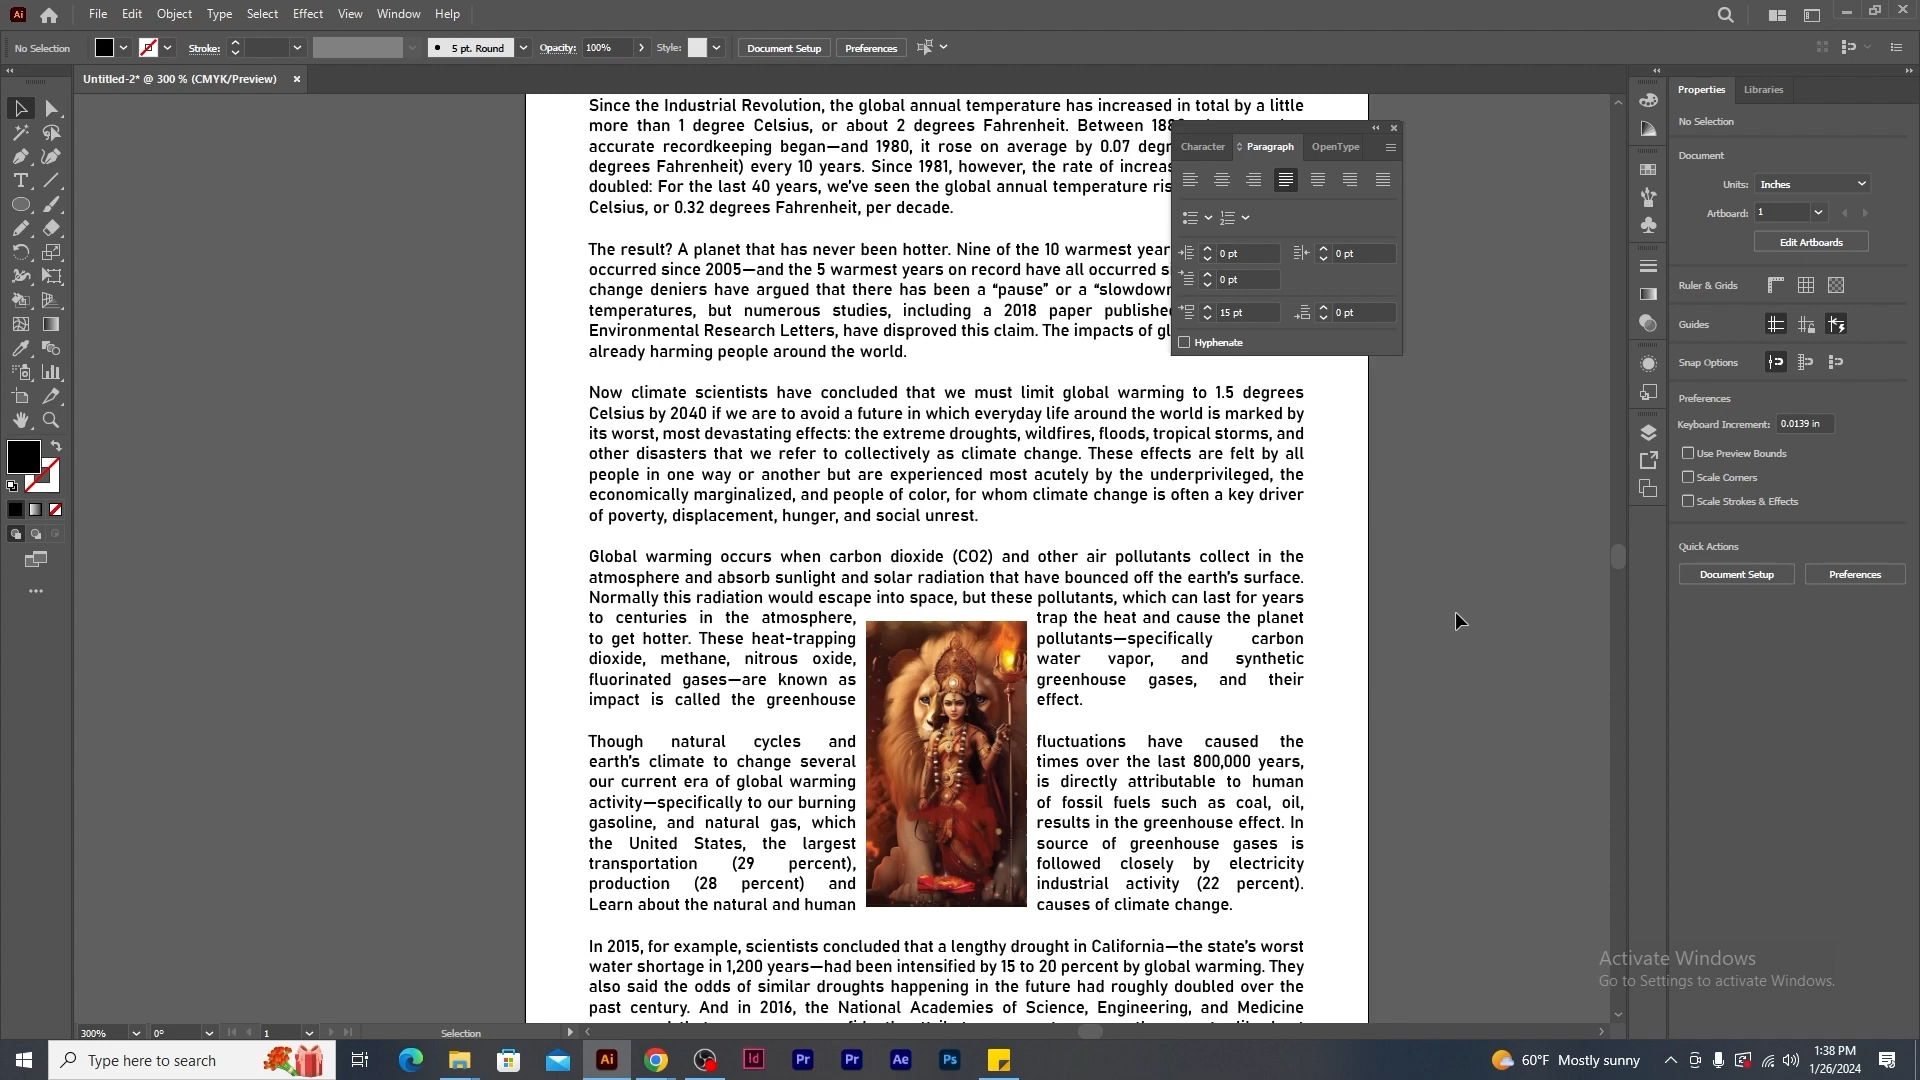 Ai File Edit Object Type Select Effect View Window Help
No Selection Stroke: 5 pt. Round Opacity: 100% Style: Document Setup Preferences
Untitled-2* @ 300 % (CMYK/Preview)
Since the Industrial Revolution, the global annual temperature has increased in total by a little
more than 1 degree Celsius, or about 2 degrees Fahrenheit. Between
accurate recordkeeping began—and 1980, it rose on average by 0.07
degrees Fahrenheit) every 10 years. Since 1981, however, the rate of
doubled: For the last 40 years, we’ve seen the global annual temperature
Celsius, or 0.32 degrees Fahrenheit, per decade.
The result? A planet that has never been hotter. Nine of the 10 warmest
occurred since 2005—and the 5 warmest years on record have all occurred
change deniers have argued that there has been a “pause” or a “slowdown
temperatures, but numerous studies, including a 2018 paper
Environmental Research Letters, have disproved this claim. The impacts of
already harming people around the world.
Now climate scientists have concluded that we must limit global warming to 1.5 degrees
Celsius by 2040 if we are to avoid a future in which everyday life around the world is marked by
its worst, most devastating effects: the extreme droughts, wildfires, floods, tropical storms, and
other disasters that we refer to collectively as climate change. These effects are felt by all
people in one way or another but are experienced most acutely by the underprivileged, the
economically marginalized, and people of color, for whom climate change is often a key driver
of poverty, displacement, hunger, and social unrest.
Global warming occurs when carbon dioxide (CO2) and other air pollutants collect in the
atmosphere and absorb sunlight and solar radiation that have bounced off the earth’s surface.
Normally this radiation would escape into space, but these pollutants, which can last for years
to centuries in the atmosphere, trap the heat and cause the planet
to get hotter. These heat-trapping pollutants—specifically carbon
dioxide, methane, nitrous oxide, water vapor, and synthetic
fluorinated gases—are known as greenhouse gases, and their
impact is called the greenhouse effect.
Though natural cycles and fluctuations have caused the
earth’s climate to change several times over the last 800,000 years,
our current era of global warming is directly attributable to human
activity—specifically to our burning of fossil fuels such as coal, oil,
gasoline, and natural gas, which results in the greenhouse effect. In
the United States, the largest source of greenhouse gases is
transportation (29 percent), followed closely by electricity
production (28 percent) and industrial activity (22 percent).
Learn about the natural and human causes of climate change.
In 2015, for example, scientists concluded that a lengthy drought in California—the state’s worst
water shortage in 1,200 years—had been intensified by 15 to 20 percent by global warming. They
also said the odds of similar droughts happening in the future had roughly doubled over the
past century. And in 2016, the National Academies of Science, Engineering, and Medicine
Character Paragraph OpenType
0 pt 0 pt
0 pt
15 pt 0 pt
Hyphenate
Properties Libraries
No Selection
Document
Units: Inches
Artboard: 1
Edit Artboards
Ruler & Grids
Guides
Snap Options
Preferences
Keyboard Increment: 0.0139 in
Use Preview Bounds
Scale Corners
Scale Strokes & Effects
Quick Actions
Document Setup Preferences
Activate Windows
Go to Settings to activate Windows.
300% 0° 1 Selection
Type here to search Ai Id Pr Pr Ae Ps 60°F Mostly sunny 1:38 PM
1/26/2024